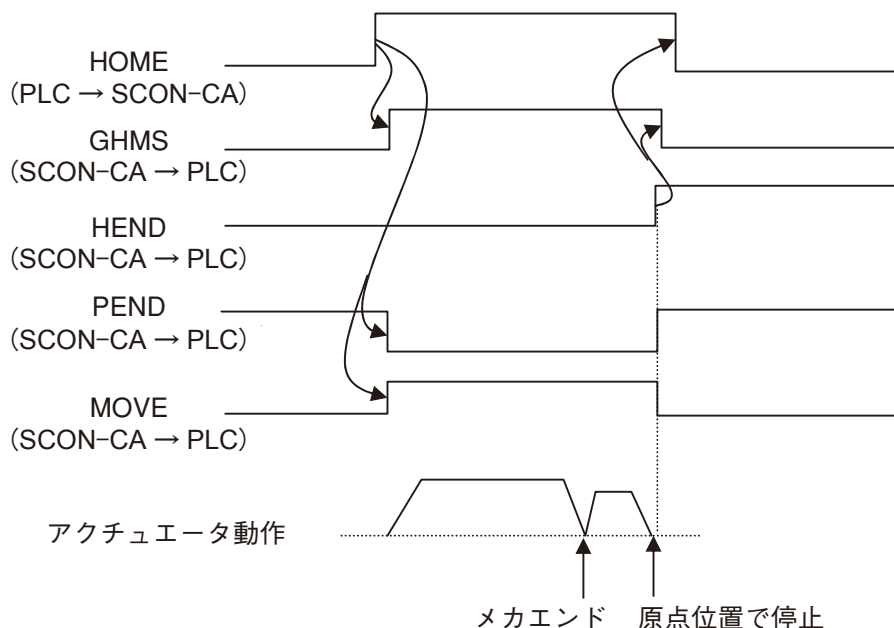 HOME
(PLC → SCON-CA)
GHMS
(SCON-CA → PLC)
HEND
(SCON-CA → PLC)
PEND
(SCON-CA → PLC)
MOVE
(SCON-CA → PLC)
アクチュエータ動作
メカエンド 原点位置で停止